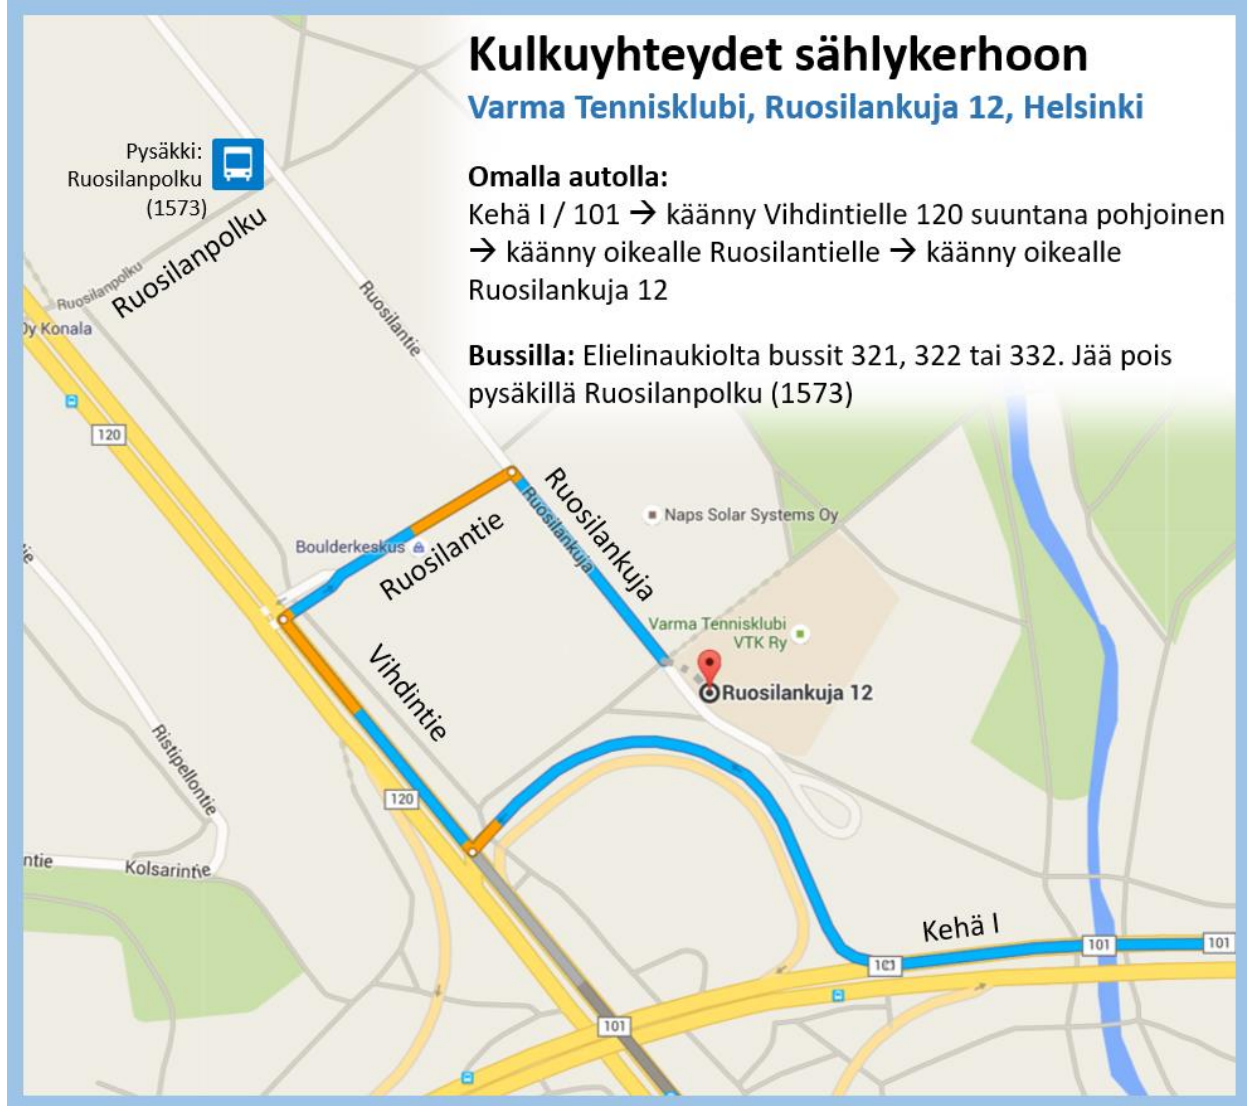 Kulkuyhteydet sählykerhoon
Varma Tennisklubi, Ruosilankuja 12, Helsinki
Omalla autolla:
Kehä I / 101 → käänny Vihdintielle 120 suuntana pohjoinen
→ käänny oikealle Ruosilantielle → käänny oikealle
Ruosilankuja 12
Bussilla: Elielinaukiolta bussit 321, 322 tai 332. Jää pois
pysäkillä Ruosilanpolku (1573)
Pysäkki:
Ruosilanpolku
(1573)
Ruosilanpolku
Ruosilanpolku
Oy Konala
Ruosilantie
120
Ruosilankuja
Ruosilankuja
Naps Solar Systems Oy
Boulderkeskus
Ruosilantie
Varma Tennisklubi
VTK Ry
Ruosilankuja 12
Vihdintie
Ristipellontie
120
ntie
Kolsarintie
Kehä I
101
101
101
101